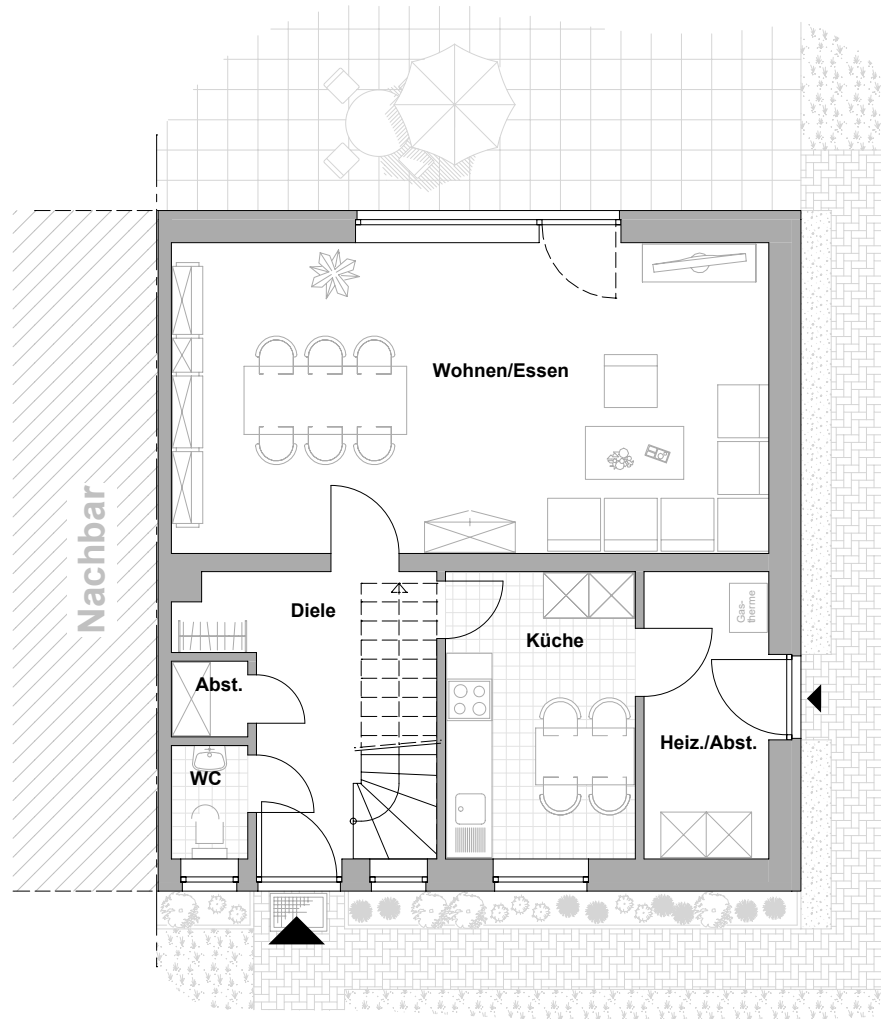 Wohnen/Essen
Nachbar
Diele
Gas-
therme
Küche
Abst.
Heiz./Abst.
WC